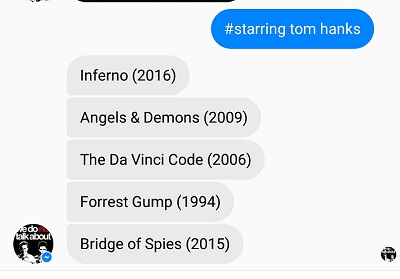 #starring tom hanks
Inferno (2016)
Angels & Demons (2009)
The Da Vinci Code (2006)
Forrest Gump (1994)
Bridge of Spies (2015)
we do
talk about